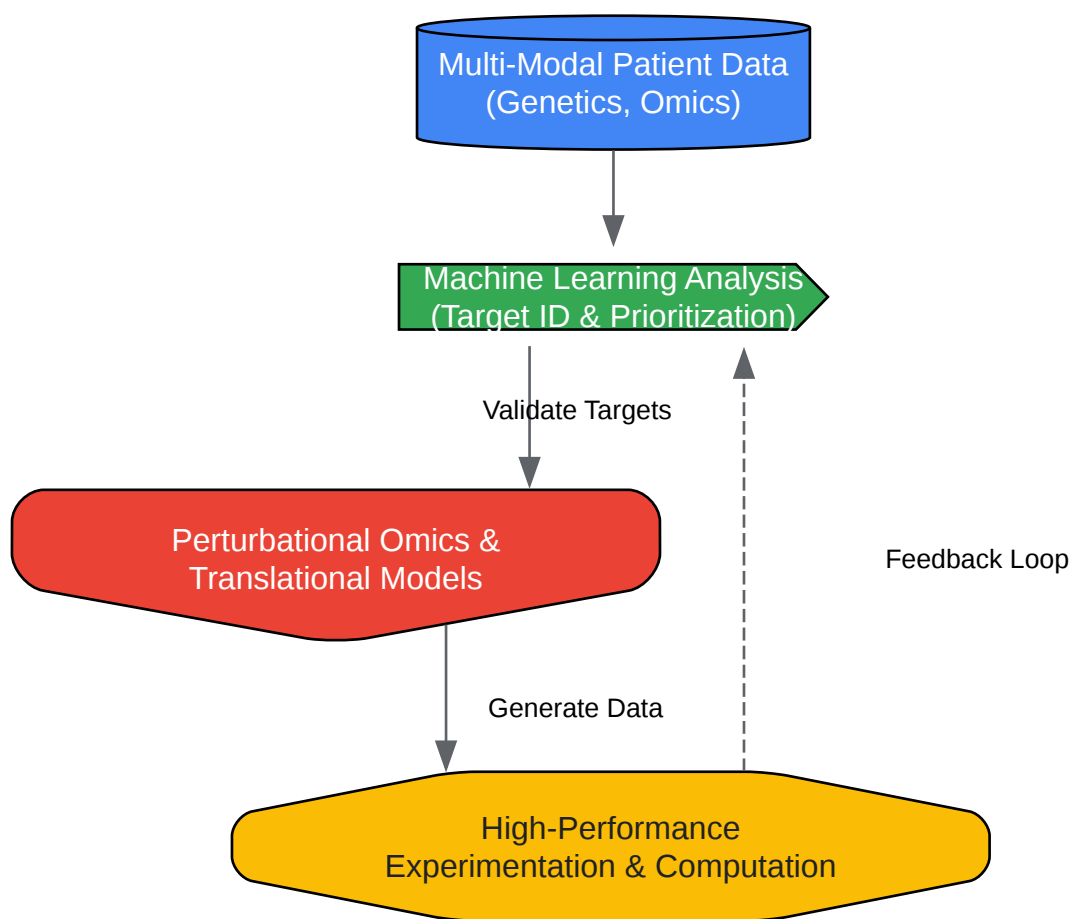 Multi-Modal Patient Data
(Genetics, Omics)
Machine Learning Analysis
(Target ID & Prioritization)
Validate Targets
Perturbational Omics &
Translational Models
Feedback Loop
Generate Data
High-Performance
Experimentation & Computation